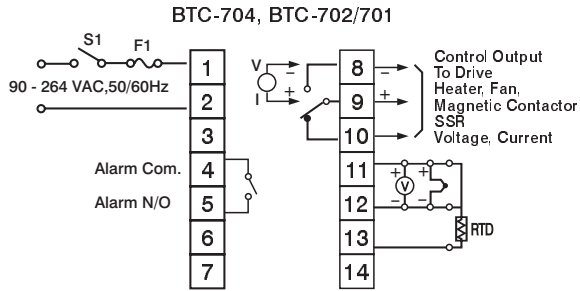 BTC-704, BTC-702/701
S1 F1
90 - 264 VAC,50/60Hz
1
2
3
4
5
6
7
Alarm Com.
Alarm N/O
V
−
+
I
8
9
10
11
12
13
14
−
+
Control Output
To Drive
Heater, Fan,
Magnetic Contactor
SSR
Voltage, Current
+ +
V
− −
RTD